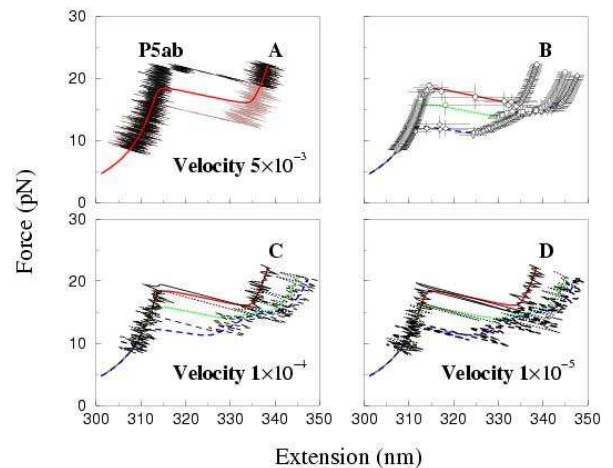 P5ab
A
B
Velocity 5×10⁻³
C
D
Velocity 1×10⁻⁴
Velocity 1×10⁻⁵
Force (pN)
30
20
10
0
30
20
10
0
300 310 320 330 340 350
300 310 320 330 340 350
Extension (nm)